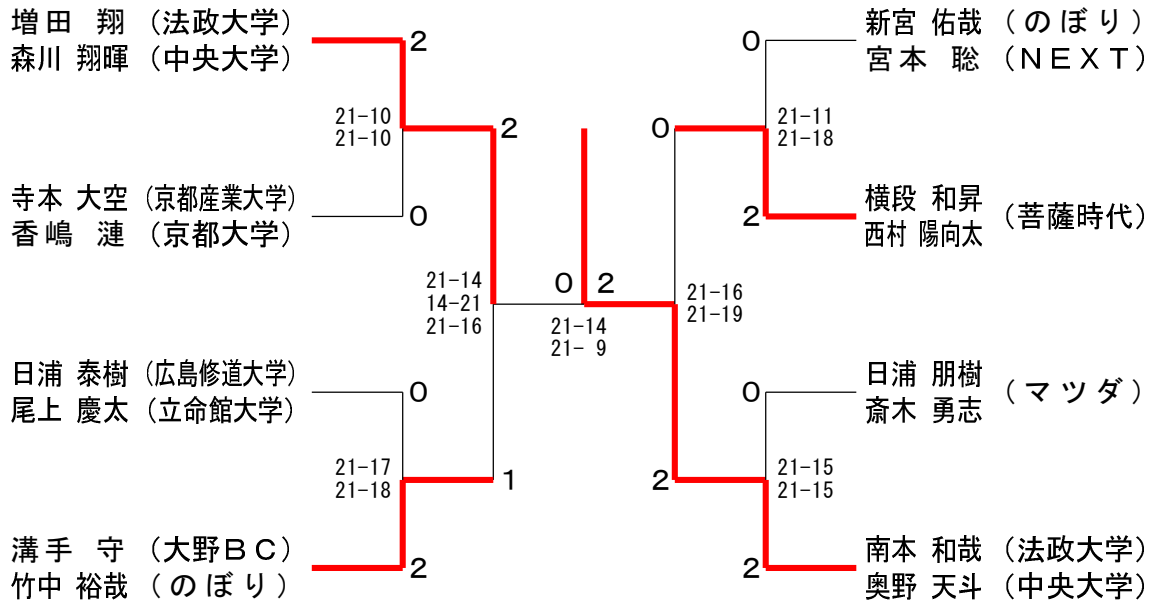 増田 翔 (法政大学)
森川 翔暉 (中央大学)
2
21-10
21-10
寺本 大空 (京都産業大学)
香嶋 漣 (京都大学)
0
2
21-14
14-21
21-16
日浦 泰樹 (広島修道大学)
尾上 慶太 (立命館大学)
0
21-17
21-18
1
溝手 守 (大野BC)
竹中 裕哉 (のぼり)
2
0 2
21-14
21- 9
新宮 佑哉 (のぼり)
宮本 聡 (NEXT)
0
0
21-11
21-18
横段 和昇
西村 陽向太
(菩薩時代)
2
21-16
21-19
日浦 朋樹
斎木 勇志
(マツダ)
0
2
21-15
21-15
南本 和哉 (法政大学)
奥野 天斗 (中央大学)
2